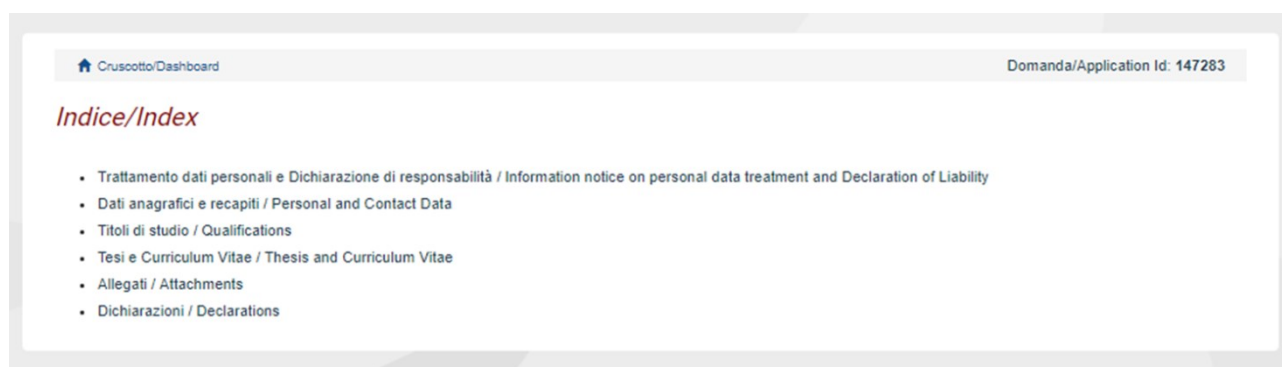 Cruscotto/Dashboard Domanda/Application Id: 147283
Indice/Index
Trattamento dati personali e Dichiarazione di responsabilità / Information notice on personal data treatment and Declaration of Liability
Dati anagrafici e recapiti / Personal and Contact Data
Titoli di studio / Qualifications
Tesi e Curriculum Vitae / Thesis and Curriculum Vitae
Allegati / Attachments
Dichiarazioni / Declarations